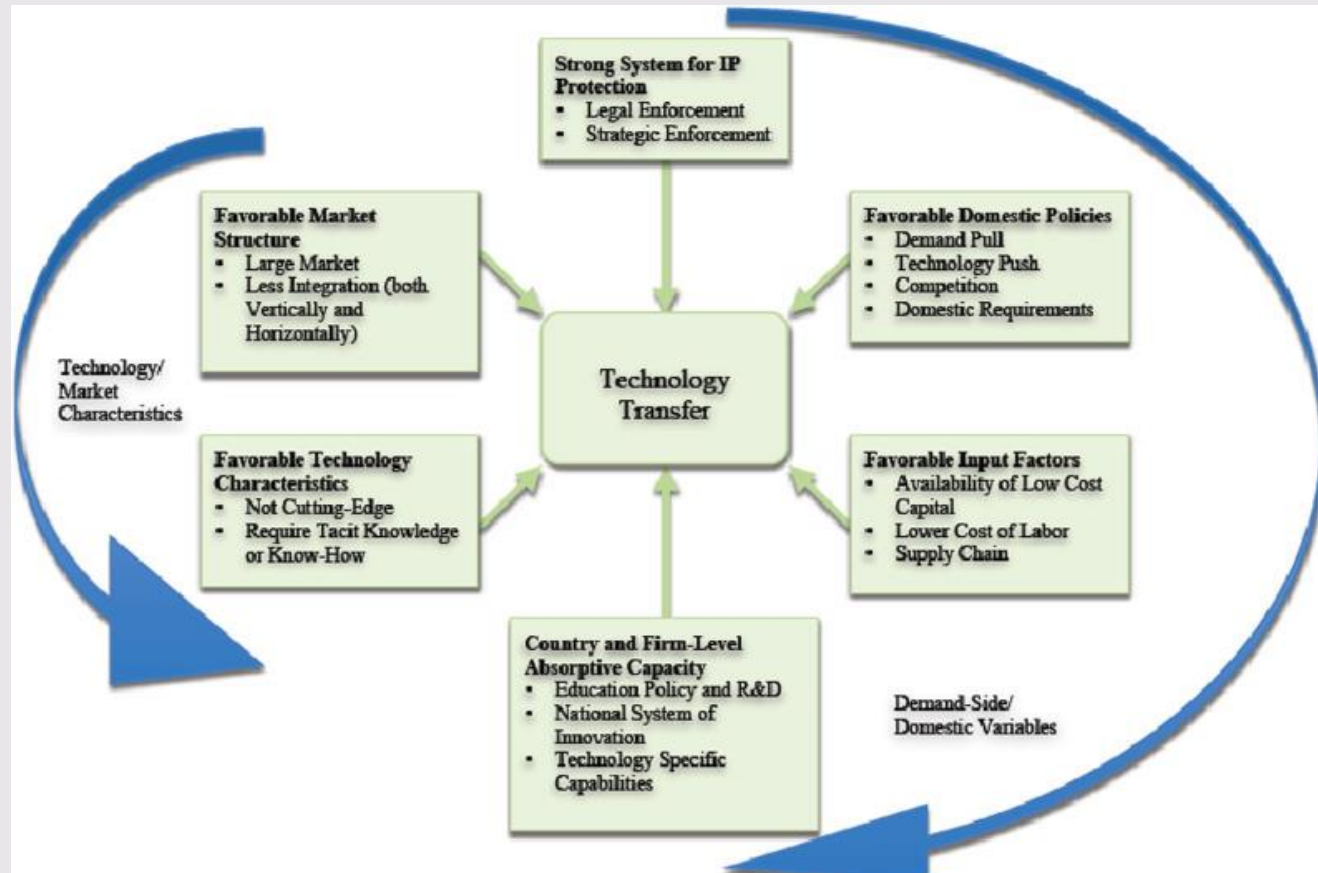 Strong System for IP
Protection
▪ Legal Enforcement
▪ Strategic Enforcement
Favorable Market
Structure
▪ Large Market
▪ Less Integration (both
Vertically and
Horizontally)
Favorable Domestic Policies
▪ Demand Pull
▪ Technology Push
▪ Competition
▪ Domestic Requirements
Technology/
Market
Characteristics
Technology
Transfer
Favorable Technology
Characteristics
▪ Not Cutting-Edge
▪ Require Tacit Knowledge
or Know-How
Favorable Input Factors
▪ Availability of Low Cost
Capital
▪ Lower Cost of Labor
▪ Supply Chain
Country and Firm-Level
Absorptive Capacity
▪ Education Policy and R&D
▪ National System of
Innovation
▪ Technology Specific
Capabilities
Demand-Side/
Domestic Variables